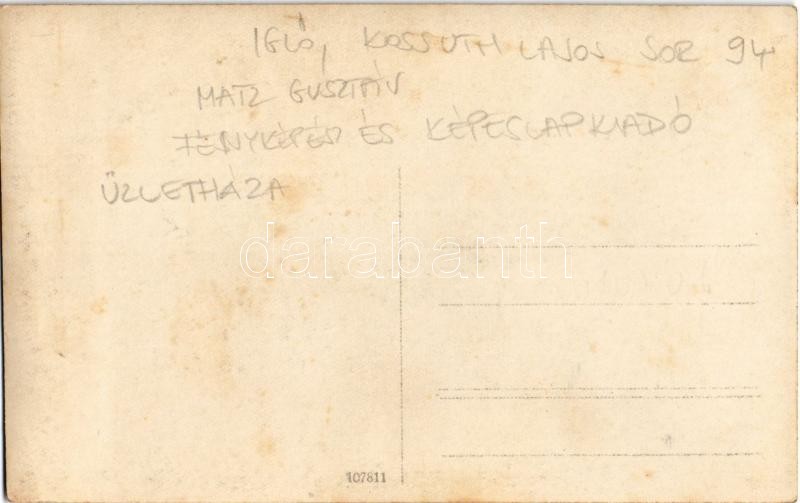 IGLÓ, KOSSUTH LAJOS SOR 94
MATZ GUSZTÁV
FÉNYKÉPÉSZ ÉS KÉPESLAPKIADÓ
ÜZLETHÁZA
darabanth
107811